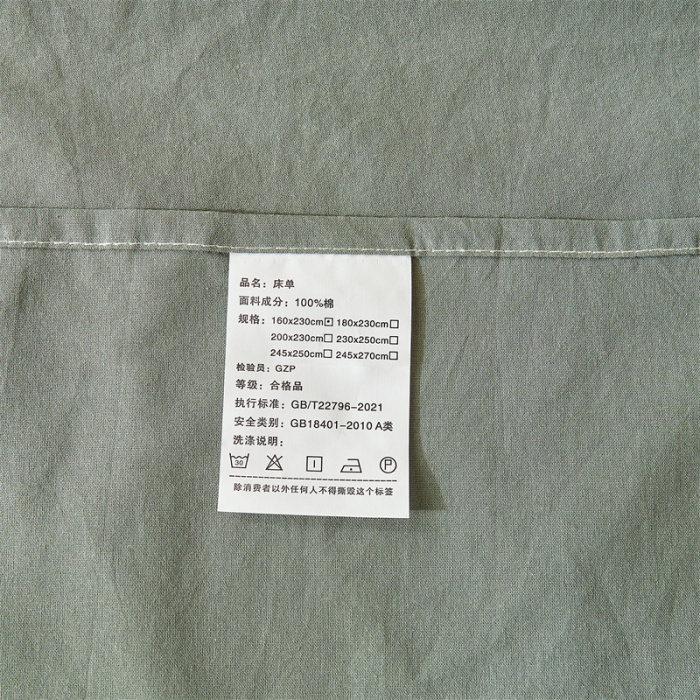 品名：床单
面料成分：100%棉
规格：160x230cm☑ 180x230cm□
200x230cm□ 230x250cm□
245x250cm□ 245x270cm□
检验员：GZP
等级：合格品
执行标准：GB/T22796-2021
安全类别：GB18401-2010 A类
洗涤说明：
30 P
除消费者以外任何人不得撕毁这个标签